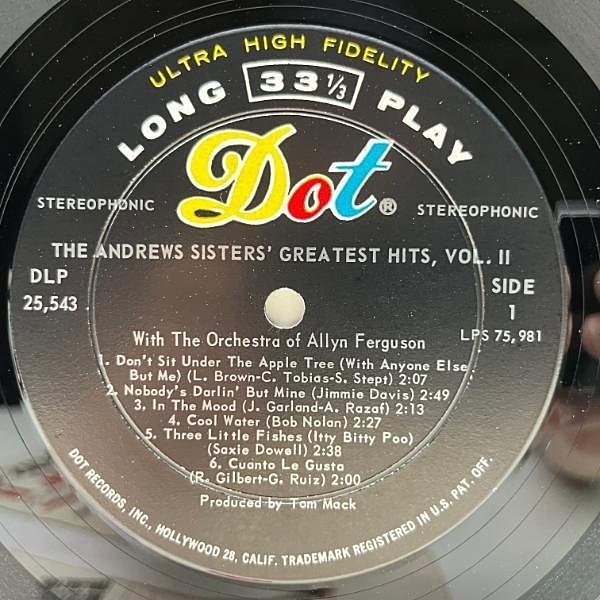 ULTRA HIGH FIDELITY
LONG 33 1/3 PLAY
Dot®
STEREOPHONIC STEREOPHONIC
THE ANDREWS SISTERS' GREATEST HITS, VOL. II
DLP
25,543
SIDE
1
LPS 75,981
With The Orchestra of Allyn Ferguson
1. Don't Sit Under The Apple Tree (With Anyone Else
But Me) (L. Brown-C. Tobias-S. Stept) 2:07
2. Nobody's Darlin' But Mine (Jimmie Davis) 2:49
3. In The Mood (J. Garland-A. Razaf) 2:13
4. Cool Water (Bob Nolan) 2:27
5. Three Little Fishes (Itty Bitty Poo)
(Saxie Dowell) 2:38
6. Cuanto Le Gusta
(R. Gilbert-G. Ruiz) 2:00
Produced by Tom Mack
DOT RECORDS, INC., HOLLYWOOD 28, CALIF. TRADEMARK REGISTERED IN U.S. PAT. OFF.